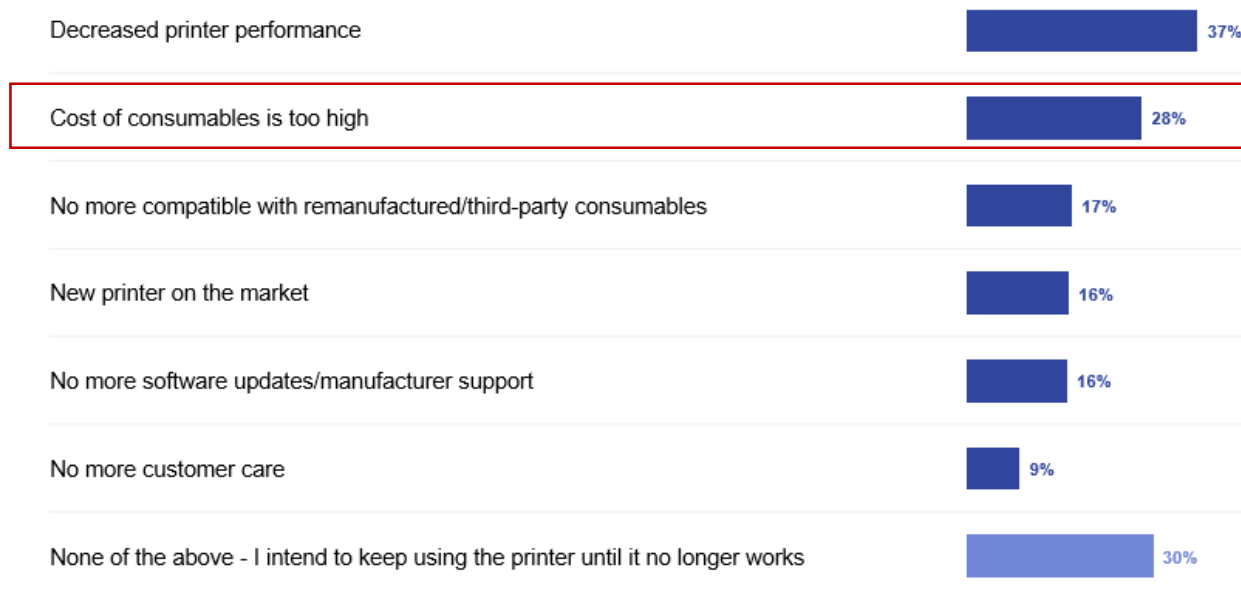 Decreased printer performance 37%
Cost of consumables is too high 28%
No more compatible with remanufactured/third-party consumables 17%
New printer on the market 16%
No more software updates/manufacturer support 16%
No more customer care 9%
None of the above - I intend to keep using the printer until it no longer works 30%